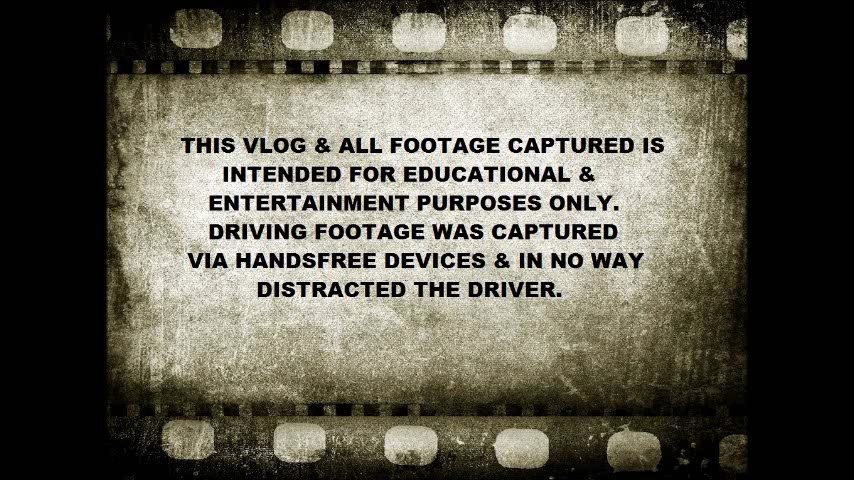 THIS VLOG & ALL FOOTAGE CAPTURED IS
INTENDED FOR EDUCATIONAL &
ENTERTAINMENT PURPOSES ONLY.
DRIVING FOOTAGE WAS CAPTURED
VIA HANDSFREE DEVICES & IN NO WAY
DISTRACTED THE DRIVER.